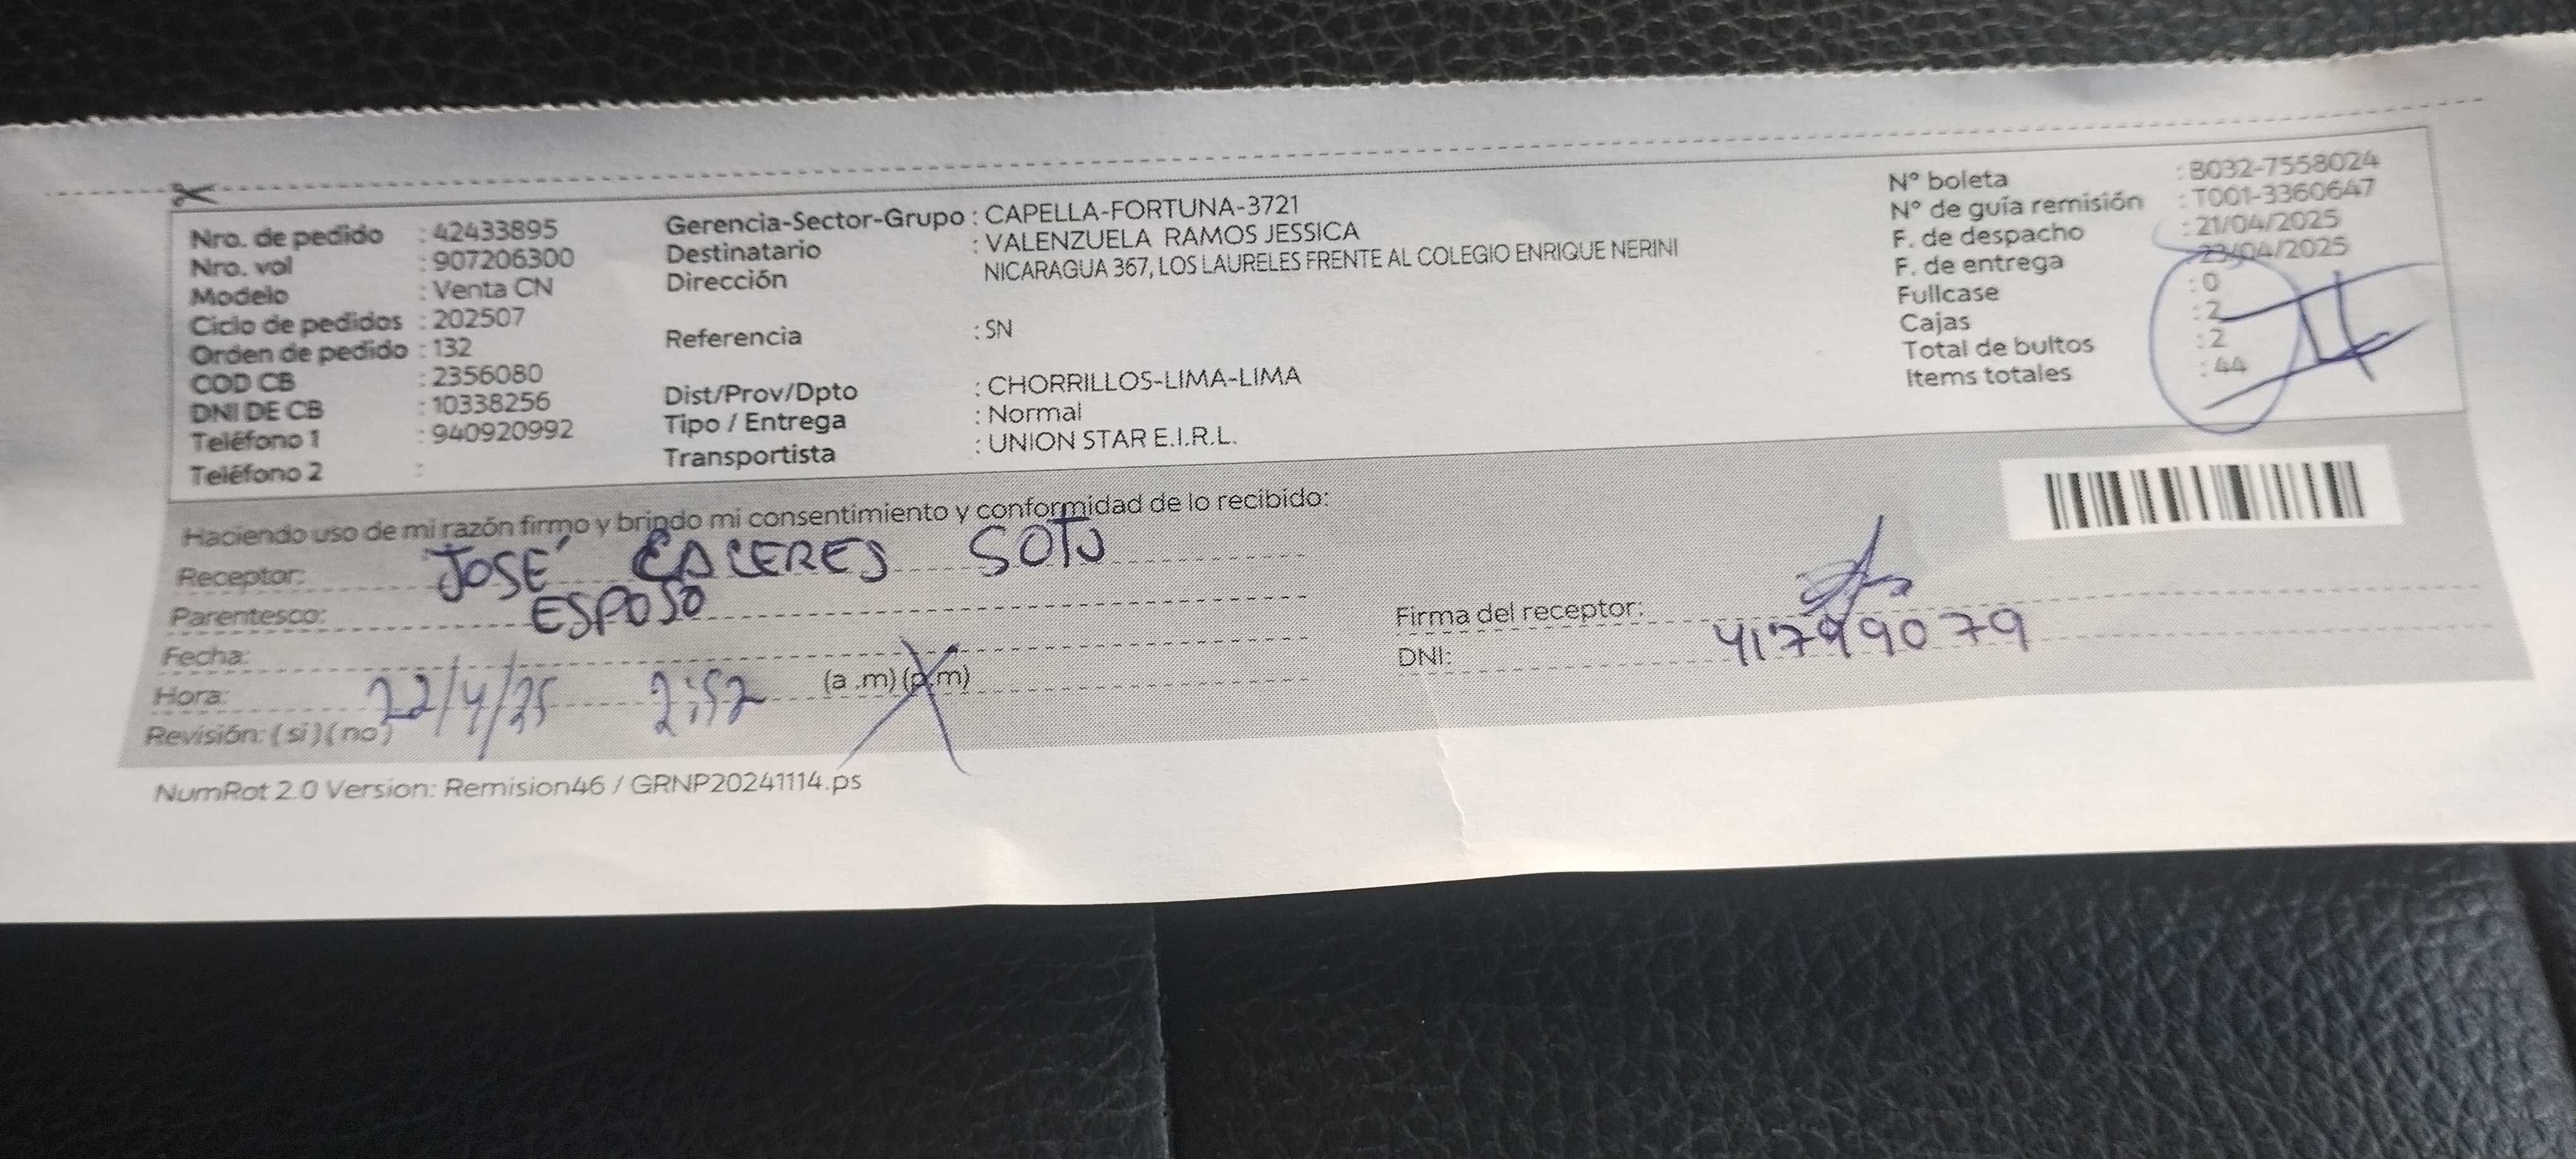 Nro. de pedido : 42433895
Nro. vol : 907206300
Modelo : Venta CN
Ciclo de pedidos : 202507
Orden de pedido : 132
COD CB : 2356080
DNI DE CB : 10338256
Teléfono 1 : 940920992
Teléfono 2 :
Gerencia-Sector-Grupo : CAPELLA-FORTUNA-3721
Destinatario : VALENZUELA RAMOS JESSICA
Dirección NICARAGUA 367, LOS LAURELES FRENTE AL COLEGIO ENRIQUE NERINI
Referencia : SN
Dist/Prov/Dpto : CHORRILLOS-LIMA-LIMA
Tipo / Entrega : Normal
Transportista : UNION STAR E.I.R.L.
N° boleta : B032-7558024
N° de guía remisión : T001-3360647
F. de despacho : 21/04/2025
F. de entrega 23/04/2025
Fullcase : 0
Cajas : 2
Total de bultos : 2
Items totales : 44
Haciendo uso de mi razón firmo y brindo mi consentimiento y conformidad de lo recibido:
Receptor: JOSÉ CACERES SOTO
Parentesco: ESPOSO
Fecha:
Hora: 22/4/25 2:52 (a .m) (p.m)
Revisión: ( si ) ( no )
Firma del receptor:
DNI: 41799079
NumRot 2.0 Version: Remision46 / GRNP20241114.ps